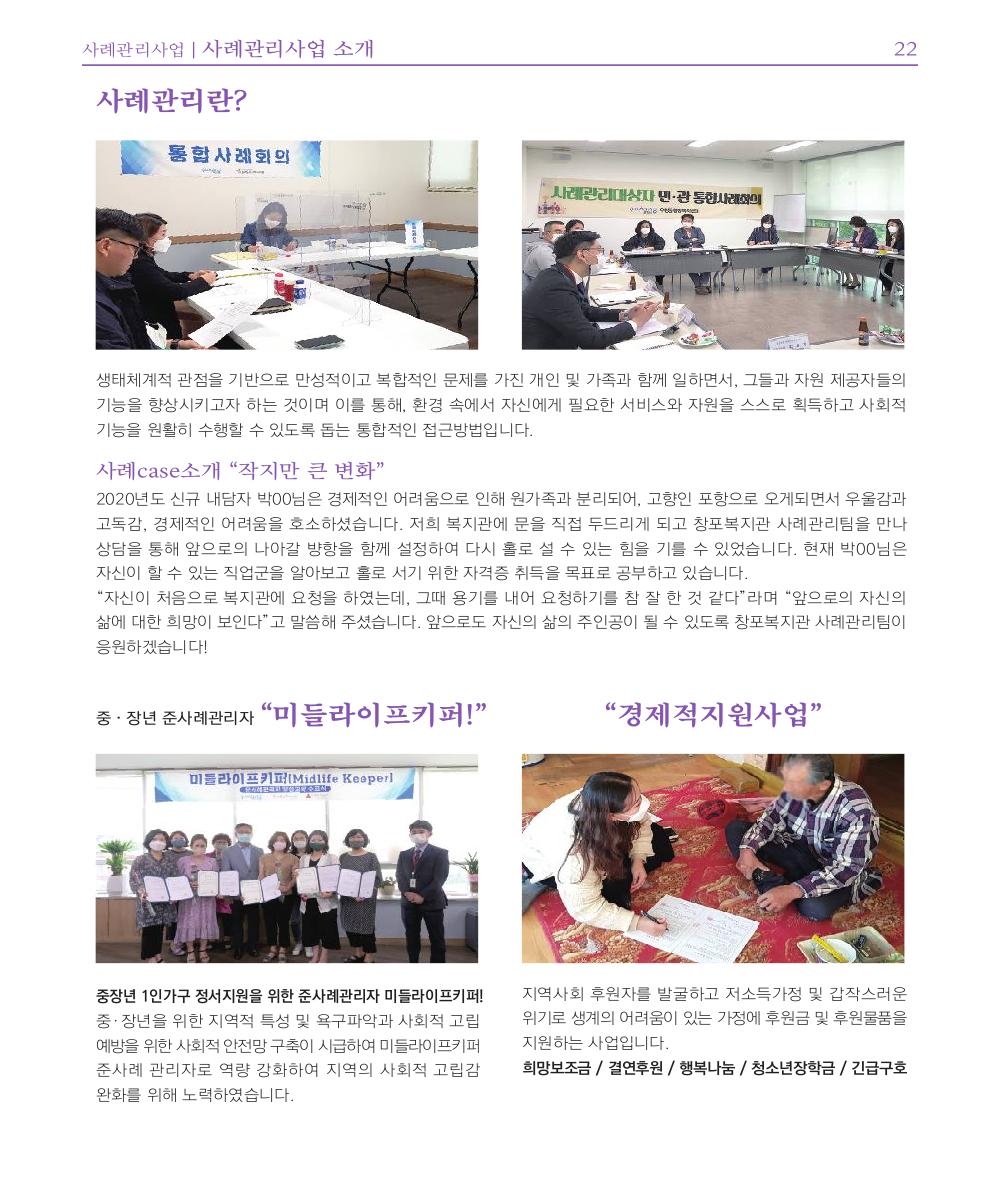 사례관리사업 | 사례관리사업 소개
22
사례관리란?
통합사례회의
사례관리대상자 민·관 통합사례회의
생태체계적 관점을 기반으로 만성적이고 복합적인 문제를 가진 개인 및 가족과 함께 일하면서, 그들과 자원 제공자들의
기능을 향상시키고자 하는 것이며 이를 통해, 환경 속에서 자신에게 필요한 서비스와 자원을 스스로 획득하고 사회적
기능을 원활히 수행할 수 있도록 돕는 통합적인 접근방법입니다.
사례case소개 “작지만 큰 변화”
2020년도 신규 내담자 박00님은 경제적인 어려움으로 인해 원가족과 분리되어, 고향인 포항으로 오게되면서 우울감과
고독감, 경제적인 어려움을 호소하셨습니다. 저희 복지관에 문을 직접 두드리게 되고 창포복지관 사례관리팀을 만나
상담을 통해 앞으로의 나아갈 뱡향을 함께 설정하여 다시 홀로 설 수 있는 힘을 기를 수 있었습니다. 현재 박00님은
자신이 할 수 있는 직업군을 알아보고 홀로 서기 위한 자격증 취득을 목표로 공부하고 있습니다.
“자신이 처음으로 복지관에 요청을 하였는데, 그때 용기를 내어 요청하기를 참 잘 한 것 같다”라며 “앞으로의 자신의
삶에 대한 희망이 보인다”고 말씀해 주셨습니다. 앞으로도 자신의 삶의 주인공이 될 수 있도록 창포복지관 사례관리팀이
응원하겠습니다!
중 · 장년 준사례관리자 “미들라이프키퍼!”
“경제적지원사업”
미들라이프키퍼(Midlife Keeper)
준사례관리자 양성교육 수료식
중장년 1인가구 정서지원을 위한 준사례관리자 미들라이프키퍼!
중·장년을 위한 지역적 특성 및 욕구파악과 사회적 고립
예방을 위한 사회적 안전망 구축이 시급하여 미들라이프키퍼
준사례 관리자로 역량 강화하여 지역의 사회적 고립감
완화를 위해 노력하였습니다.
지역사회 후원자를 발굴하고 저소득가정 및 갑작스러운
위기로 생계의 어려움이 있는 가정에 후원금 및 후원물품을
지원하는 사업입니다.
희망보조금 / 결연후원 / 행복나눔 / 청소년장학금 / 긴급구호